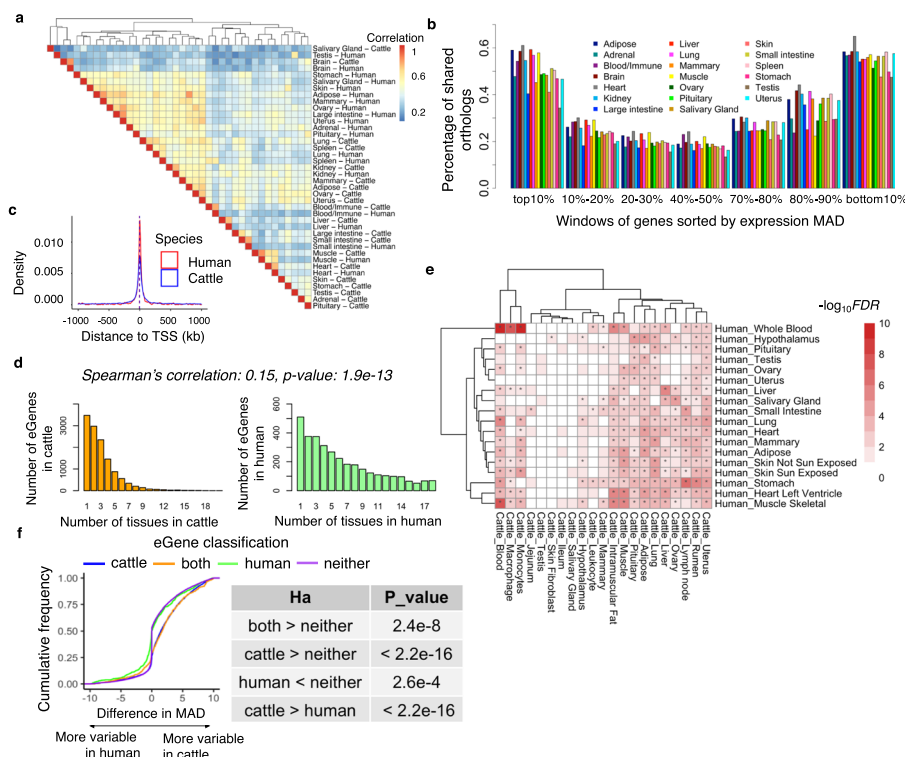 a
Correlation
1
0.6
0.2
Salivary Gland – Cattle
Testis – Human
Brain – Cattle
Brain – Human
Stomach – Human
Salivary Gland – Human
Skin – Human
Adipose – Human
Mammary – Human
Ovary – Human
Large intestine – Human
Uterus – Human
Adrenal – Human
Pituitary – Human
Lung – Cattle
Spleen – Cattle
Lung – Human
Spleen – Human
Kidney – Cattle
Kidney – Human
Mammary – Cattle
Adipose – Cattle
Ovary – Cattle
Uterus – Cattle
Blood/Immune – Cattle
Blood/Immune – Human
Liver – Cattle
Liver – Human
Large intestine – Cattle
Small intestine – Cattle
Small intestine – Human
Muscle – Cattle
Muscle – Human
Heart – Cattle
Heart – Human
Skin – Cattle
Stomach – Cattle
Testis – Cattle
Adrenal – Cattle
Pituitary – Cattle
b
Percentage of shared
orthologs
0.0 0.2 0.4 0.6
Adipose
Adrenal
Blood/Immune
Brain
Heart
Kidney
Large intestine
Liver
Lung
Mammary
Muscle
Ovary
Pituitary
Salivary Gland
Skin
Small intestine
Spleen
Stomach
Testis
Uterus
top10% 10%-20% 20-30% 40%-50% 70%-80% 80%-90% bottom10%
Windows of genes sorted by expression MAD
c
Density
0.010
0.005
0.000
Species
Human
Cattle
-1000 -500 0 500 1000
Distance to TSS (kb)
d
Spearman's correlation: 0.15, p-value: 1.9e-13
Number of eGenes
in cattle
0 1000 3000
1 3 5 7 9 12 15 18
Number of tissues in cattle
Number of eGenes
in human
0 200 400 600
1 3 5 7 9 11 13 15 17
Number of tissues in human
e
-log10FDR
10
8
6
4
2
0
Human_Whole Blood
Human_Hypothalamus
Human_Pituitary
Human_Testis
Human_Ovary
Human_Uterus
Human_Liver
Human_Salivary Gland
Human_Small Intestine
Human_Lung
Human_Heart
Human_Mammary
Human_Adipose
Human_Skin Not Sun Exposed
Human_Skin Sun Exposed
Human_Stomach
Human_Heart Left Ventricle
Human_Muscle Skeletal
Cattle_Blood
Cattle_Macrophage
Cattle_Monocytes
Cattle_Jejunum
Cattle_Testis
Cattle_Skin Fibroblast
Cattle_Ileum
Cattle_Salivary Gland
Cattle_Hypothalamus
Cattle_Leukocyte
Cattle_Mammary
Cattle_Intramuscular Fat
Cattle_Muscle
Cattle_Pituitary
Cattle_Adipose
Cattle_Lung
Cattle_Liver
Cattle_Ovary
Cattle_Lymph node
Cattle_Rumen
Cattle_Uterus
f
eGene classification
cattle both human neither
Cumulative frequency
1.00
0.75
0.50
0.25
0.00
-10 -5 0 5 10
Difference in MAD
More variable
in human
More variable
in cattle
Ha P_value
both > neither 2.4e-8
cattle > neither < 2.2e-16
human < neither 2.6e-4
cattle > human < 2.2e-16